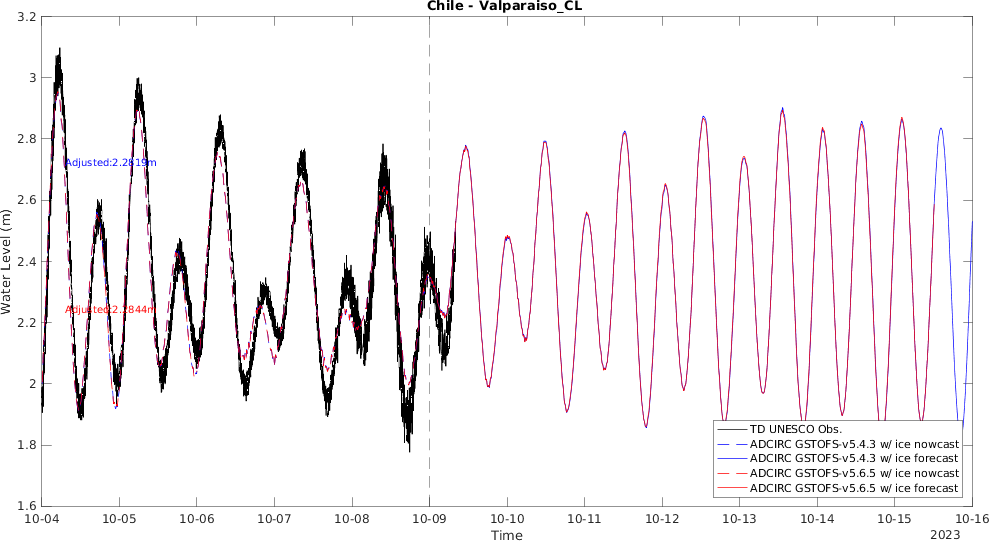 Chile - Valparaiso_CL
3.2
3
2.8
2.6
2.4
2.2
2
1.8
1.6
Water Level (m)
Adjusted:2.2819m
Adjusted:2.2844m
TD UNESCO Obs.
ADCIRC GSTOFS-v5.4.3 w/ ice nowcast
ADCIRC GSTOFS-v5.4.3 w/ ice forecast
ADCIRC GSTOFS-v5.6.5 w/ ice nowcast
ADCIRC GSTOFS-v5.6.5 w/ ice forecast
10-04 10-05 10-06 10-07 10-08 10-09 10-10 10-11 10-12 10-13 10-14 10-15 10-16
Time
2023